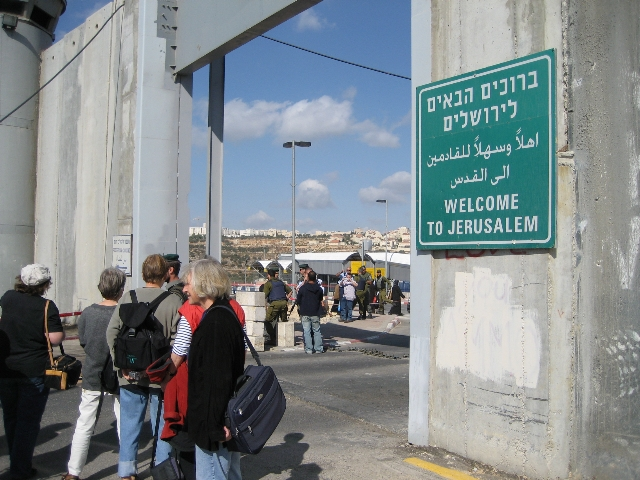 ברוכים הבאים
לירושלים
اهلاً وسهلاً للقادمين
الى القدس
WELCOME
TO JERUSALEM